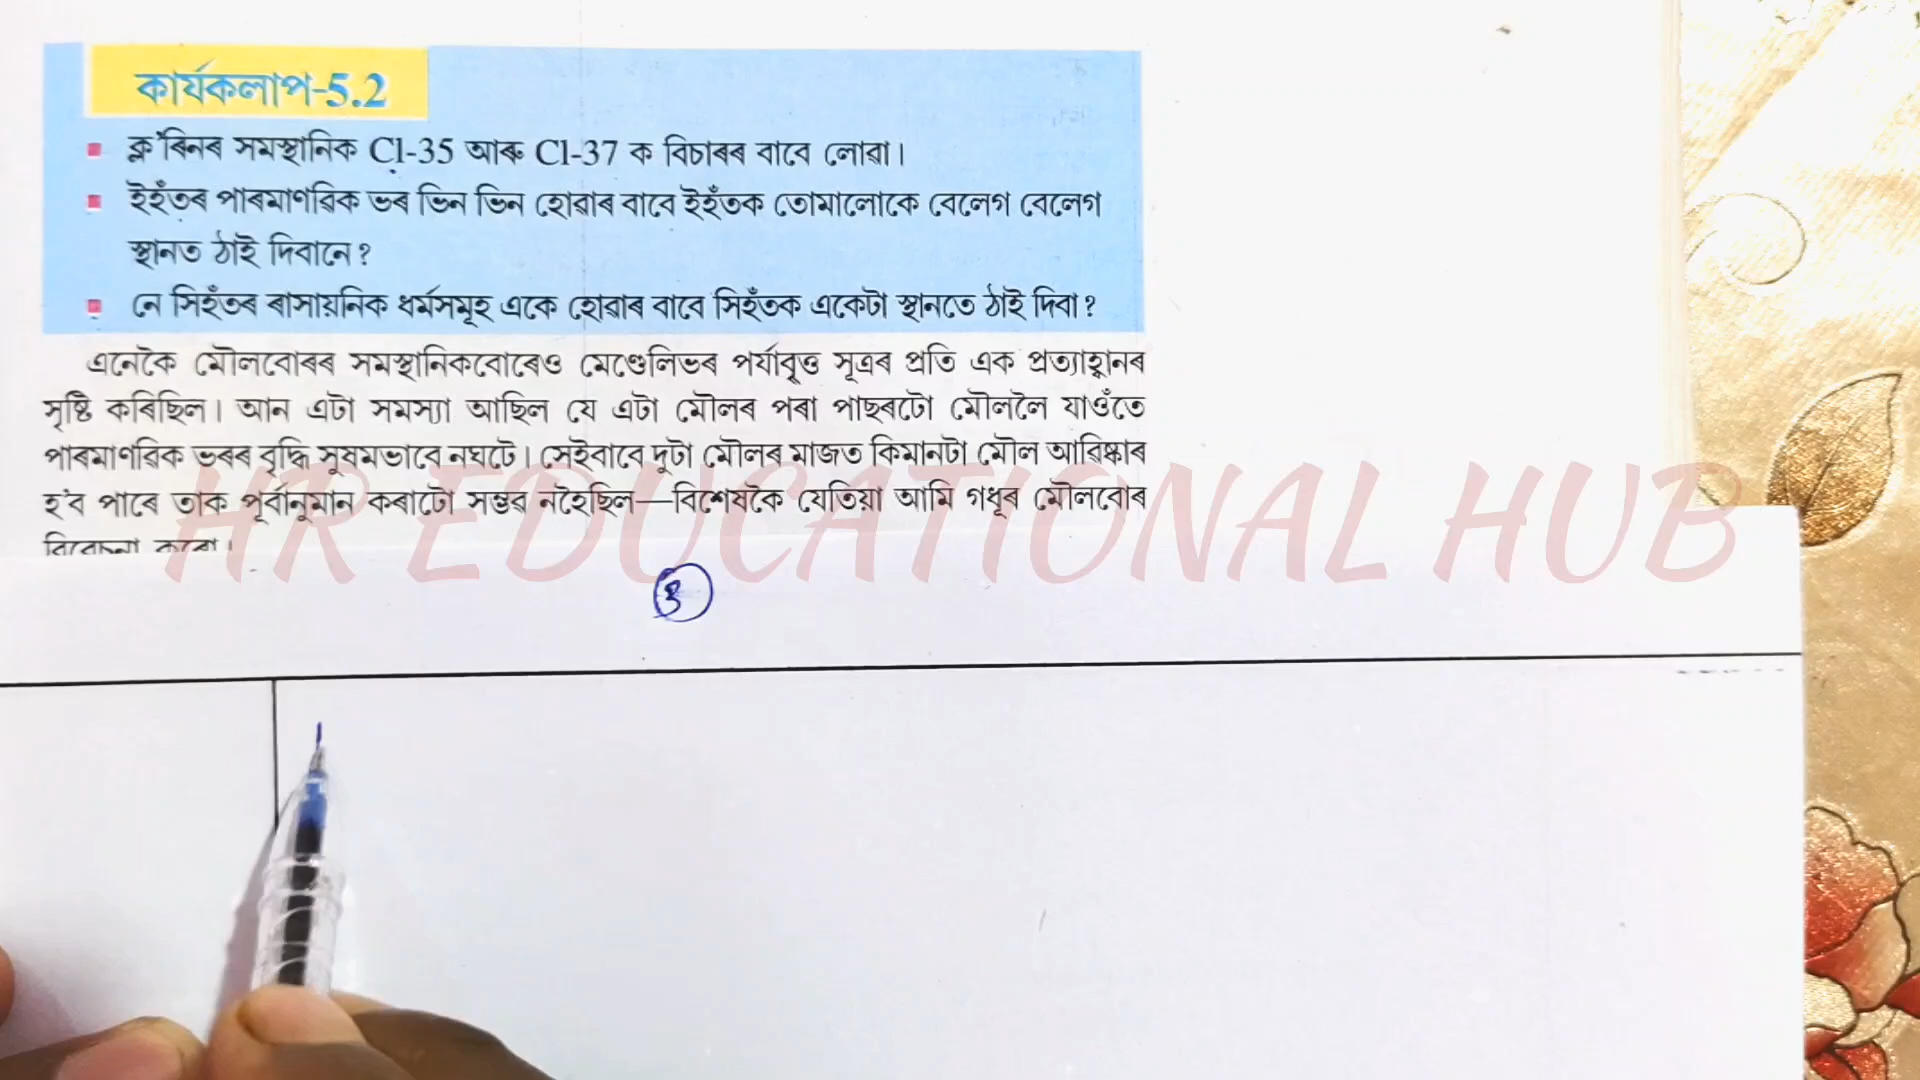 কাৰ্যকলাপ-5.2
ক্ল'ৰিনৰ সমস্থানিক Cl-35 আৰু Cl-37 ক বিচাৰৰ বাবে লোৱা।
ইহঁতৰ পাৰমাণৱিক ভৰ ভিন ভিন হোৱাৰ বাবে ইহঁতক তোমালোকে বেলেগ বেলেগ
স্থানত ঠাই দিবানে?
নে সিহঁতৰ ৰাসায়নিক ধৰ্মসমূহ একে হোৱাৰ বাবে সিহঁতক একেটা স্থানতে ঠাই দিবা?
এনেকৈ মৌলবোৰৰ সমস্থানিকবোৰেও মেণ্ডেলিভৰ পৰ্যাবৃত্ত সূত্ৰৰ প্ৰতি এক প্ৰত্যাহ্বানৰ
সৃষ্টি কৰিছিল। আন এটা সমস্যা আছিল যে এটা মৌলৰ পৰা পাছৰটো মৌললৈ যাওঁতে
পাৰমাণৱিক ভৰৰ বৃদ্ধি সুষমভাবে নঘটে। সেইবাবে দুটা মৌলৰ মাজত কিমানটা মৌল আৱিষ্কাৰ
হ'ব পাৰে তাক পূৰ্বানুমান কৰাটো সম্ভৱ নহৈছিল—বিশেষকৈ যেতিয়া আমি গধূৰ মৌলবোৰ
বিবেচনা কৰো।
HR EDUCATIONAL HUB